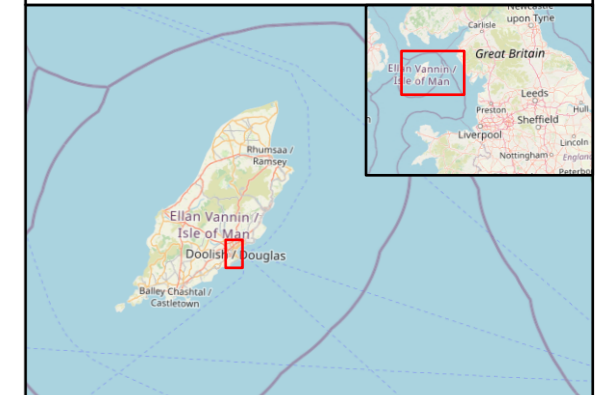 Newcastle
upon Tyne
Carlisle
Great Britain
Ellan Vannin /
Isle of Man
Leeds
Preston
Hull
Sheffield
Liverpool
Lincoln
Nottingham
England
Rhumsaa /
Ramsey
Ellan Vannin /
Isle of Man
Doolish / Douglas
Balley Chashtal /
Castletown